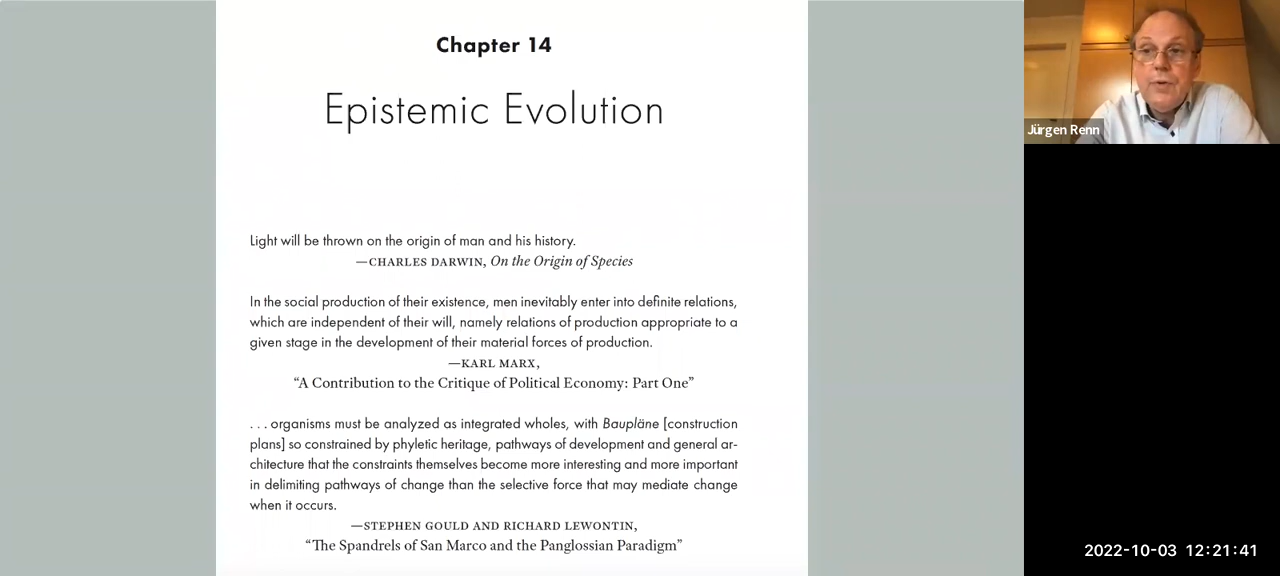 Chapter 14
Epistemic Evolution
Light will be thrown on the origin of man and his history.
—CHARLES DARWIN, On the Origin of Species
In the social production of their existence, men inevitably enter into definite relations,
which are independent of their will, namely relations of production appropriate to a
given stage in the development of their material forces of production.
—KARL MARX,
“A Contribution to the Critique of Political Economy: Part One”
. . . organisms must be analyzed as integrated wholes, with Baupläne [construction
plans] so constrained by phyletic heritage, pathways of development and general ar-
chitecture that the constraints themselves become more interesting and more important
in delimiting pathways of change than the selective force that may mediate change
when it occurs.
—STEPHEN GOULD AND RICHARD LEWONTIN,
“The Spandrels of San Marco and the Panglossian Paradigm”
Jürgen Renn
2022-10-03 12:21:41